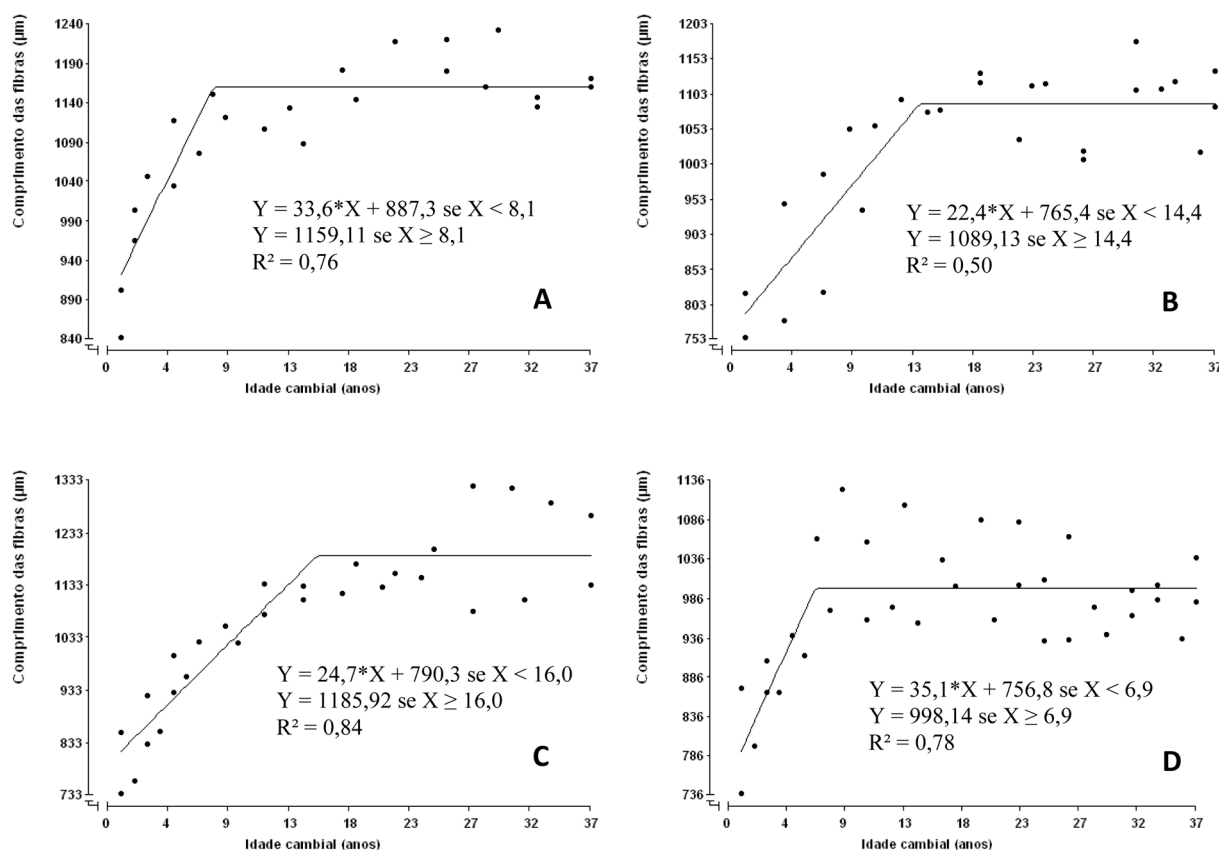 Comprimento das fibras (µm)
1240
1190
1140
1090
1040
990
940
890
840
Y = 33,6*X + 887,3 se X < 8,1
Y = 1159,11 se X ≥ 8,1
R² = 0,76
A
0 4 9 13 18 23 27 32 37
Idade cambial (anos)
Comprimento das fibras (µm)
1203
1153
1103
1053
1003
953
903
853
803
753
Y = 22,4*X + 765,4 se X < 14,4
Y = 1089,13 se X ≥ 14,4
R² = 0,50
B
0 4 9 13 18 23 27 32 37
Idade cambial (anos)
Comprimento das fibras (µm)
1333
1233
1133
1033
933
833
733
Y = 24,7*X + 790,3 se X < 16,0
Y = 1185,92 se X ≥ 16,0
R² = 0,84
C
0 4 9 13 18 23 27 32 37
Idade cambial (anos)
Comprimento das fibras (µm)
1136
1086
1036
986
936
886
836
786
736
Y = 35,1*X + 756,8 se X < 6,9
Y = 998,14 se X ≥ 6,9
R² = 0,78
D
0 4 9 13 18 23 27 32 37
Idade cambial (anos)